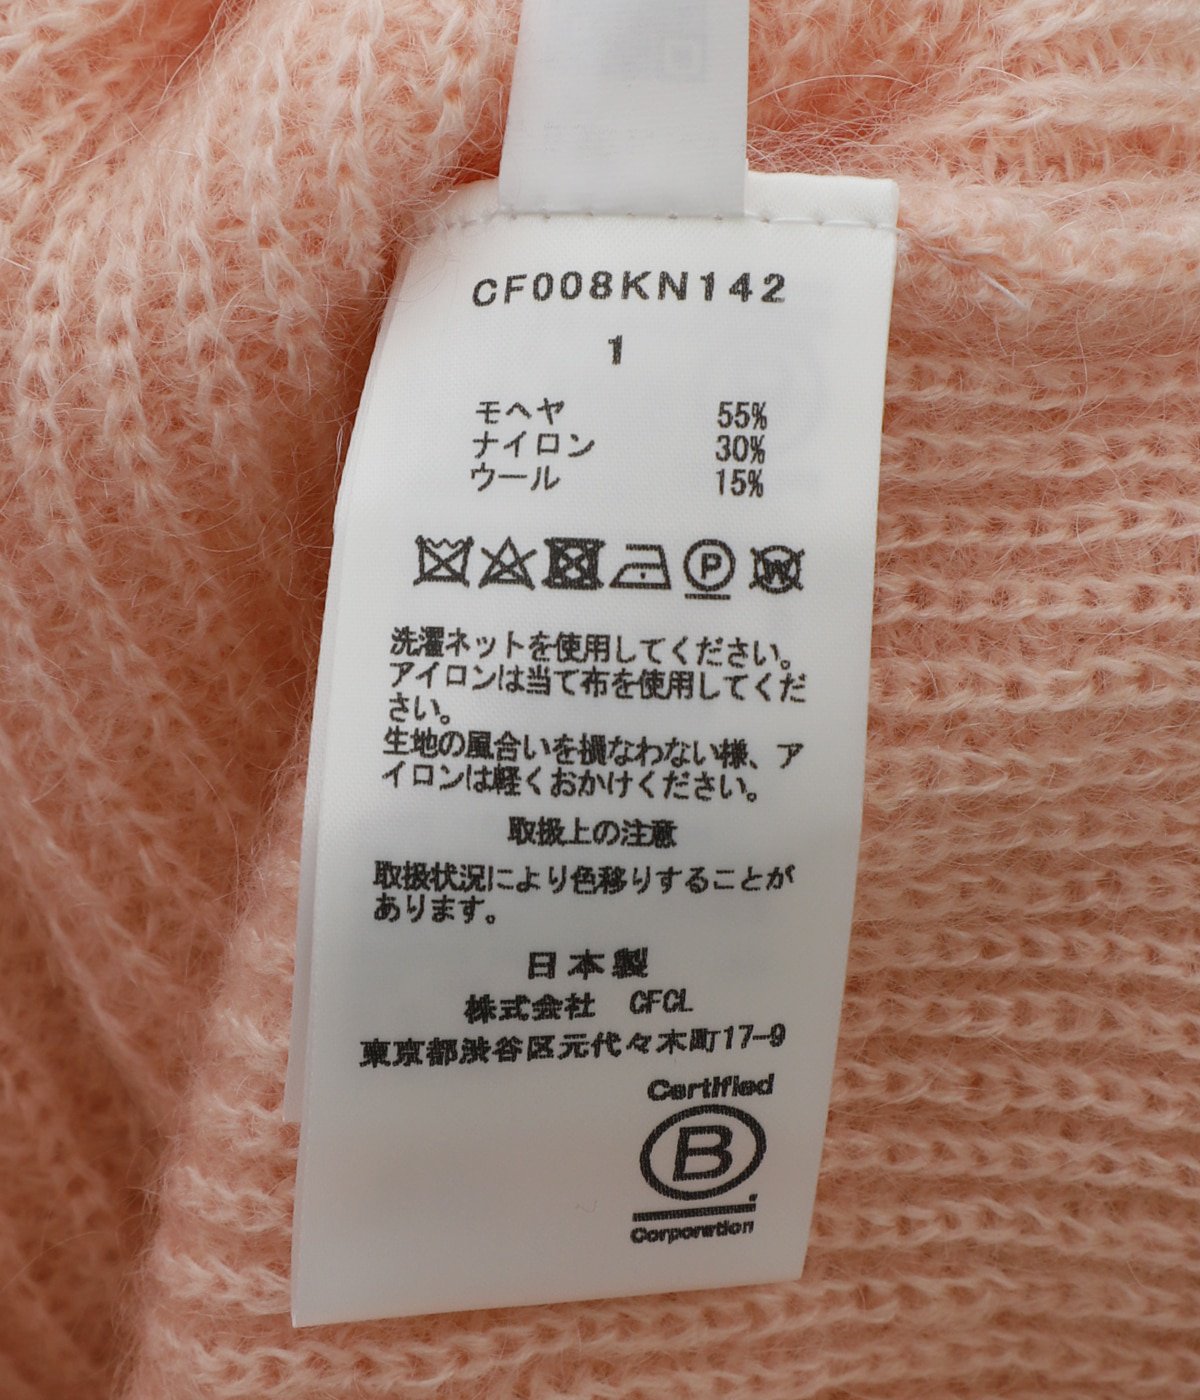 CF008KN142
1
モヘヤ 55%
ナイロン 30%
ウール 15%
P W
洗濯ネットを使用してください。
アイロンは当て布を使用してくだ
さい。
生地の風合いを損なわない様、ア
イロンは軽くおかけください。
取扱上の注意
取扱状況により色移りすることが
あります。
日本製
株式会社 CFCL
東京都渋谷区元代々木町17-9
Certified
B
Corporation